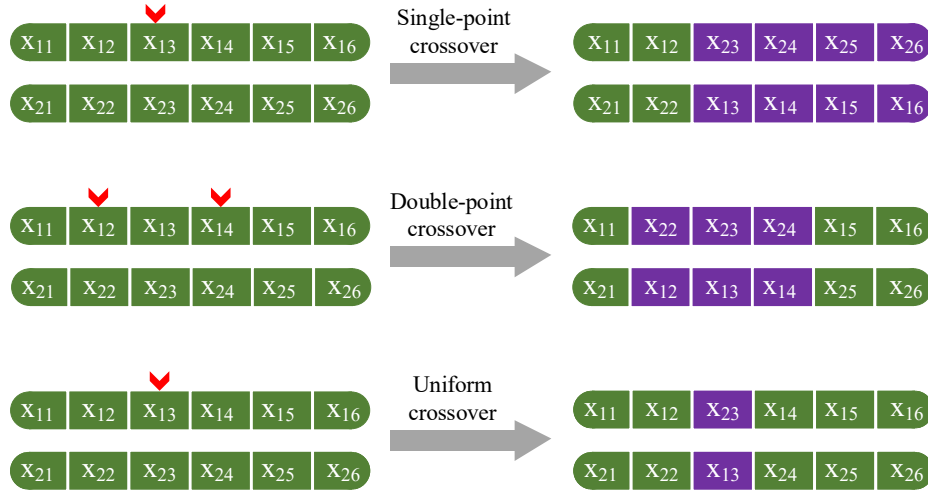 x11 x12 x13 x14 x15 x16
Single-point
crossover
x11 x12 x23 x24 x25 x26
x21 x22 x23 x24 x25 x26
x21 x22 x13 x14 x15 x16
x11 x12 x13 x14 x15 x16
Double-point
crossover
x11 x22 x23 x24 x15 x16
x21 x22 x23 x24 x25 x26
x21 x12 x13 x14 x25 x26
x11 x12 x13 x14 x15 x16
Uniform
crossover
x11 x12 x23 x14 x15 x16
x21 x22 x23 x24 x25 x26
x21 x22 x13 x24 x25 x26